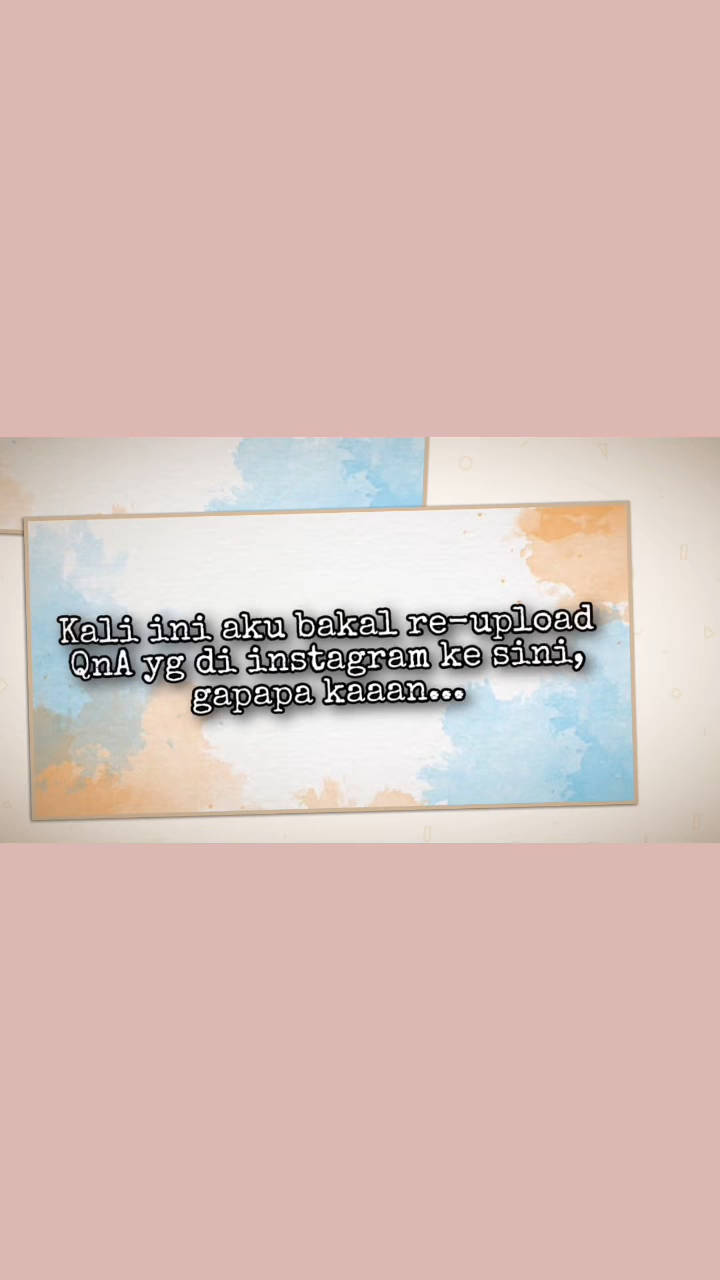 Kali ini aku bakal re-upload
QnA yg di instagram ke sini,
gapapa kaaan...